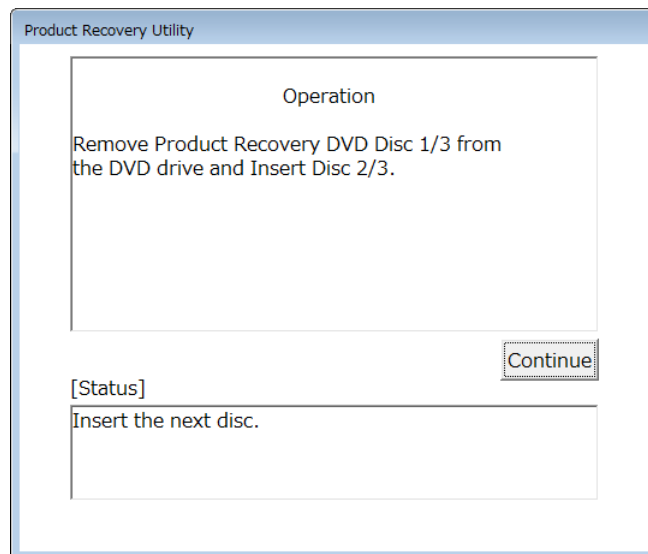 Product Recovery Utility
Operation
Remove Product Recovery DVD Disc 1/3 from
the DVD drive and Insert Disc 2/3.
Continue
[Status]
Insert the next disc.